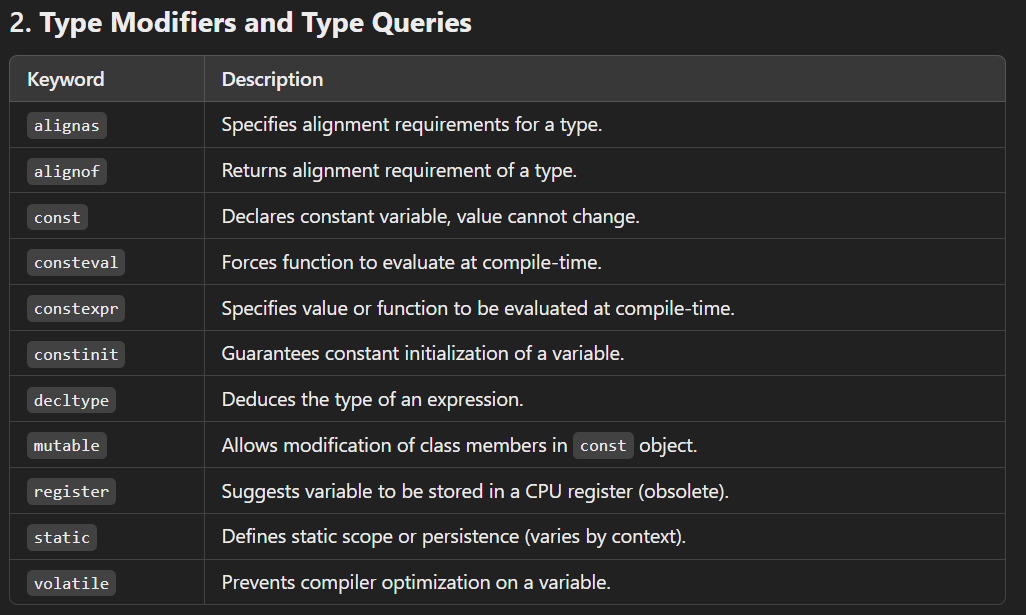 2. Type Modifiers and Type Queries
Keyword Description
alignas Specifies alignment requirements for a type.
alignof Returns alignment requirement of a type.
const Declares constant variable, value cannot change.
consteval Forces function to evaluate at compile-time.
constexpr Specifies value or function to be evaluated at compile-time.
constinit Guarantees constant initialization of a variable.
decltype Deduces the type of an expression.
mutable Allows modification of class members in const object.
register Suggests variable to be stored in a CPU register (obsolete).
static Defines static scope or persistence (varies by context).
volatile Prevents compiler optimization on a variable.